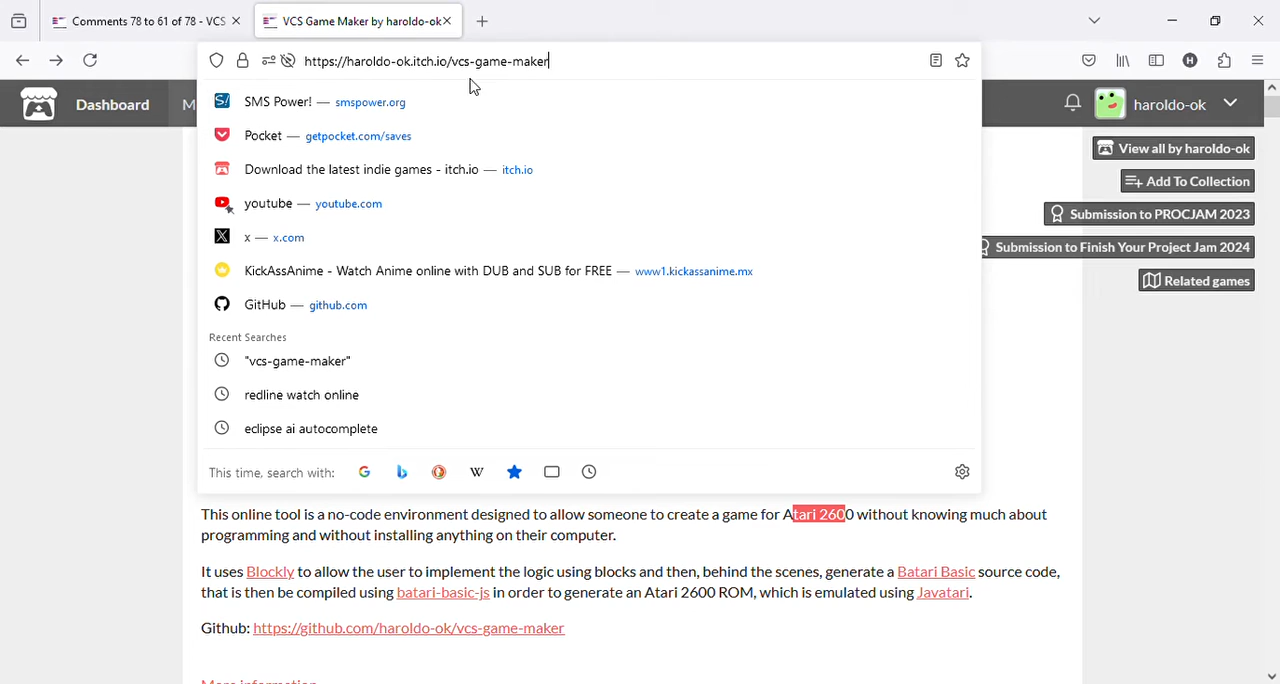 Comments 78 to 61 of 78 - VCS
VCS Game Maker by haroldo-ok
https://haroldo-ok.itch.io/vcs-game-maker
Dashboard
M
haroldo-ok
SMS Power! — smspower.org
Pocket — getpocket.com/saves
Download the latest indie games - itch.io — itch.io
youtube — youtube.com
x — x.com
KickAssAnime - Watch Anime online with DUB and SUB for FREE — www1.kickassanime.mx
GitHub — github.com
Recent Searches
"vcs-game-maker"
redline watch online
eclipse ai autocomplete
This time, search with:
View all by haroldo-ok
Add To Collection
Submission to PROCJAM 2023
Submission to Finish Your Project Jam 2024
Related games
This online tool is a no-code environment designed to allow someone to create a game for Atari 2600 without knowing much about
programming and without installing anything on their computer.
It uses Blockly to allow the user to implement the logic using blocks and then, behind the scenes, generate a Batari Basic source code,
that is then be compiled using batari-basic-js in order to generate an Atari 2600 ROM, which is emulated using Javatari.
Github: https://github.com/haroldo-ok/vcs-game-maker
More information